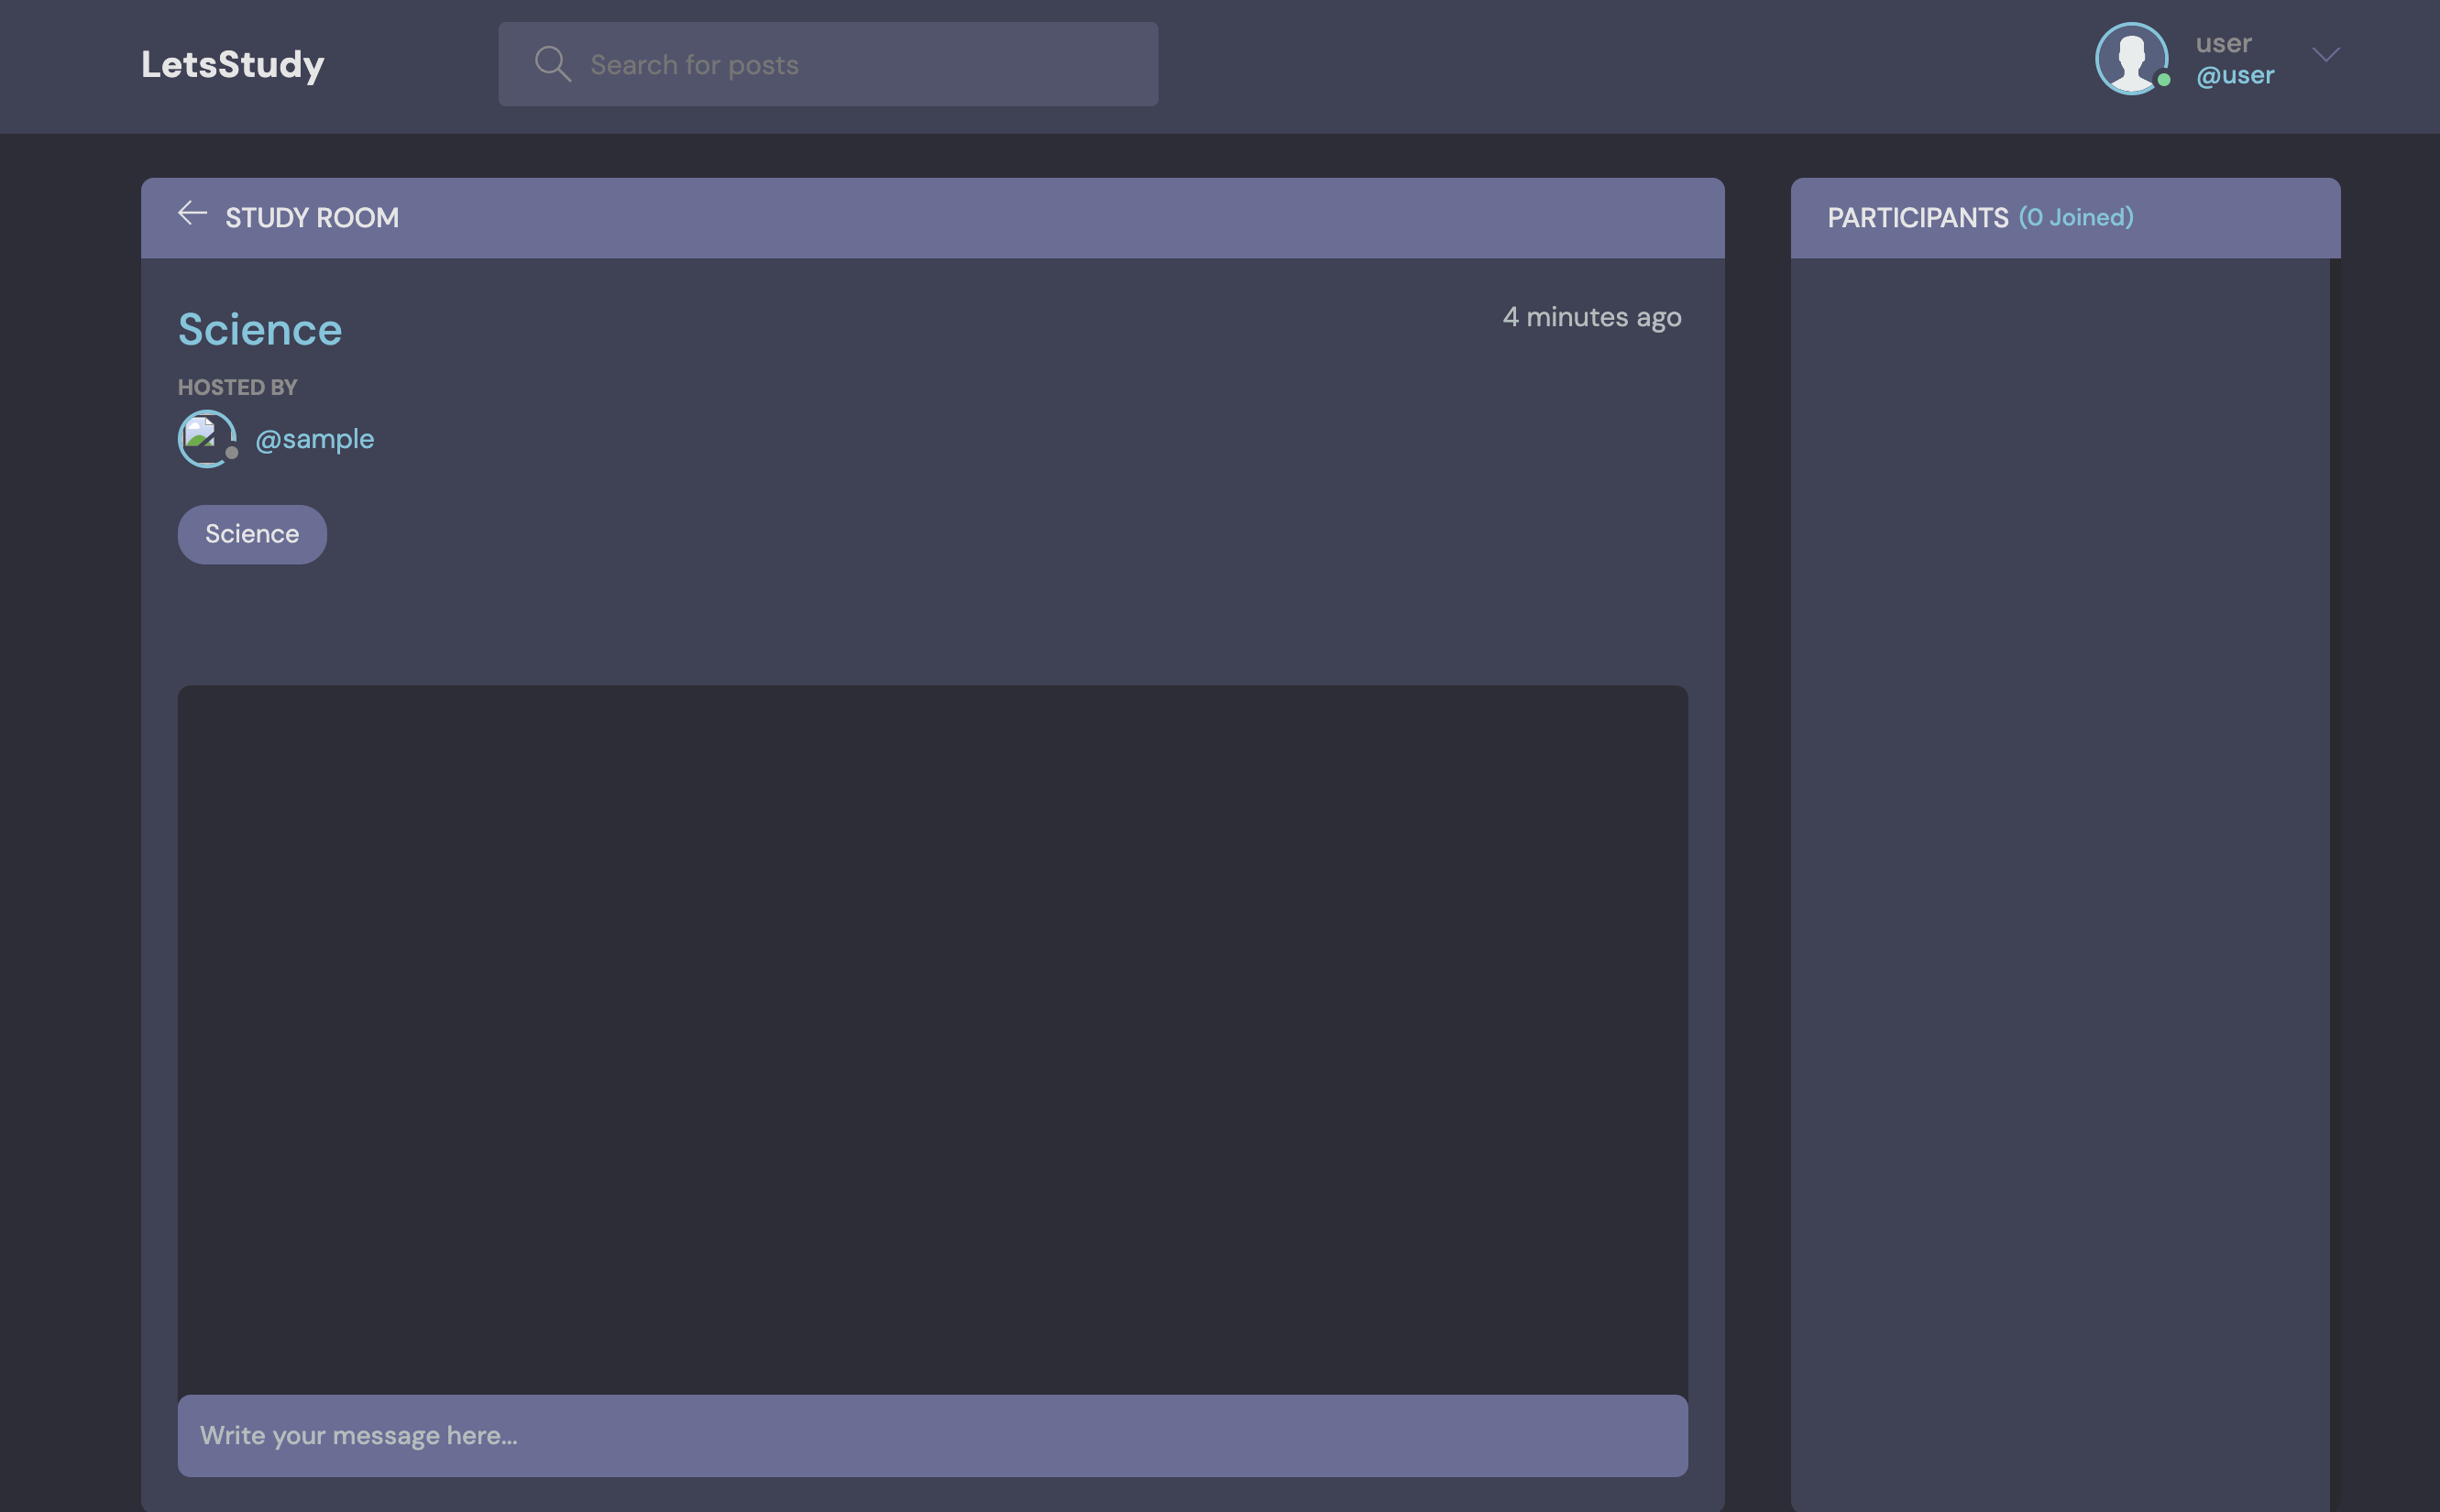 LetsStudy
Search for posts
user
@user
STUDY ROOM
PARTICIPANTS (0 Joined)
Science
4 minutes ago
HOSTED BY
@sample
Science
Write your message here...